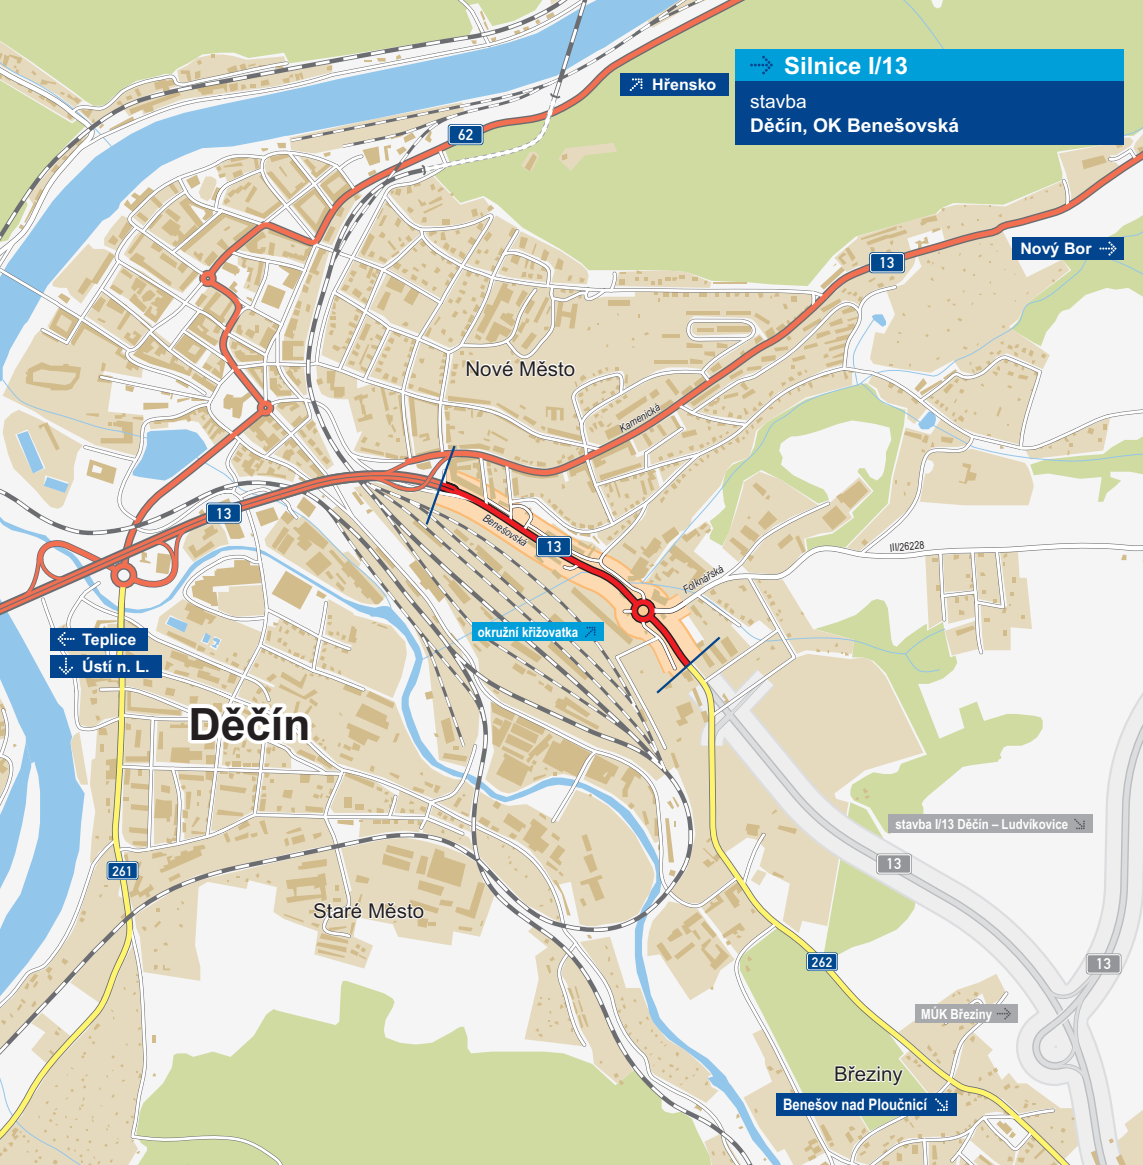 Silnice I/13
stavba
Děčín, OK Benešovská
Hřensko
62
Nový Bor
13
Nové Město
Kamenická
13
Benešovská
13
III/26228
Folknářská
okružní křižovatka
Teplice
Ústí n. L.
Děčín
stavba I/13 Děčín – Ludvíkovice
13
261
Staré Město
262
13
MÚK Březiny
Březiny
Benešov nad Ploučnicí